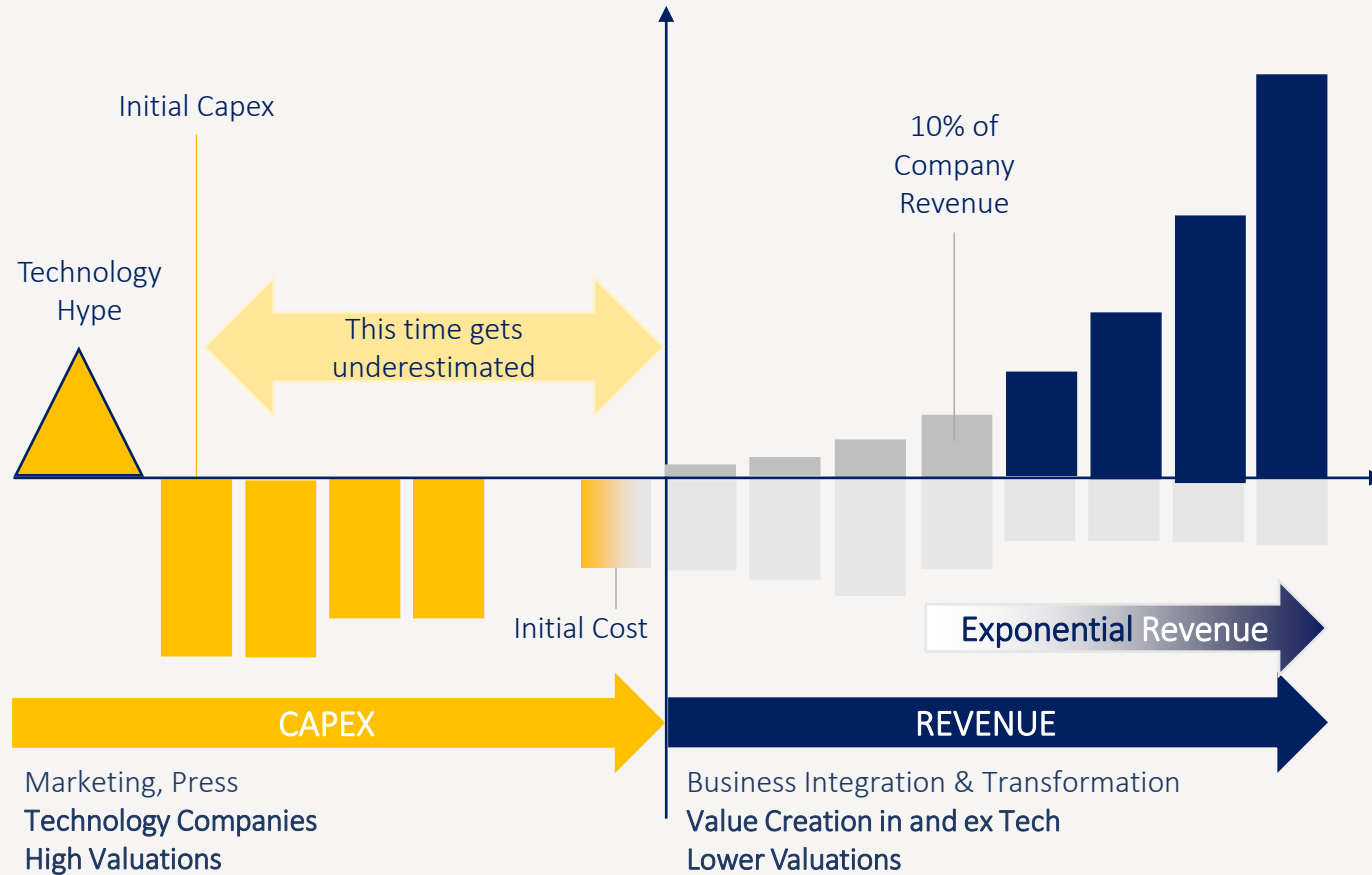 Initial Capex
10% of
Company
Revenue
Technology
Hype
This time gets
underestimated
Initial Cost
Exponential Revenue
CAPEX
REVENUE
Marketing, Press
Technology Companies
High Valuations
Business Integration & Transformation
Value Creation in and ex Tech
Lower Valuations